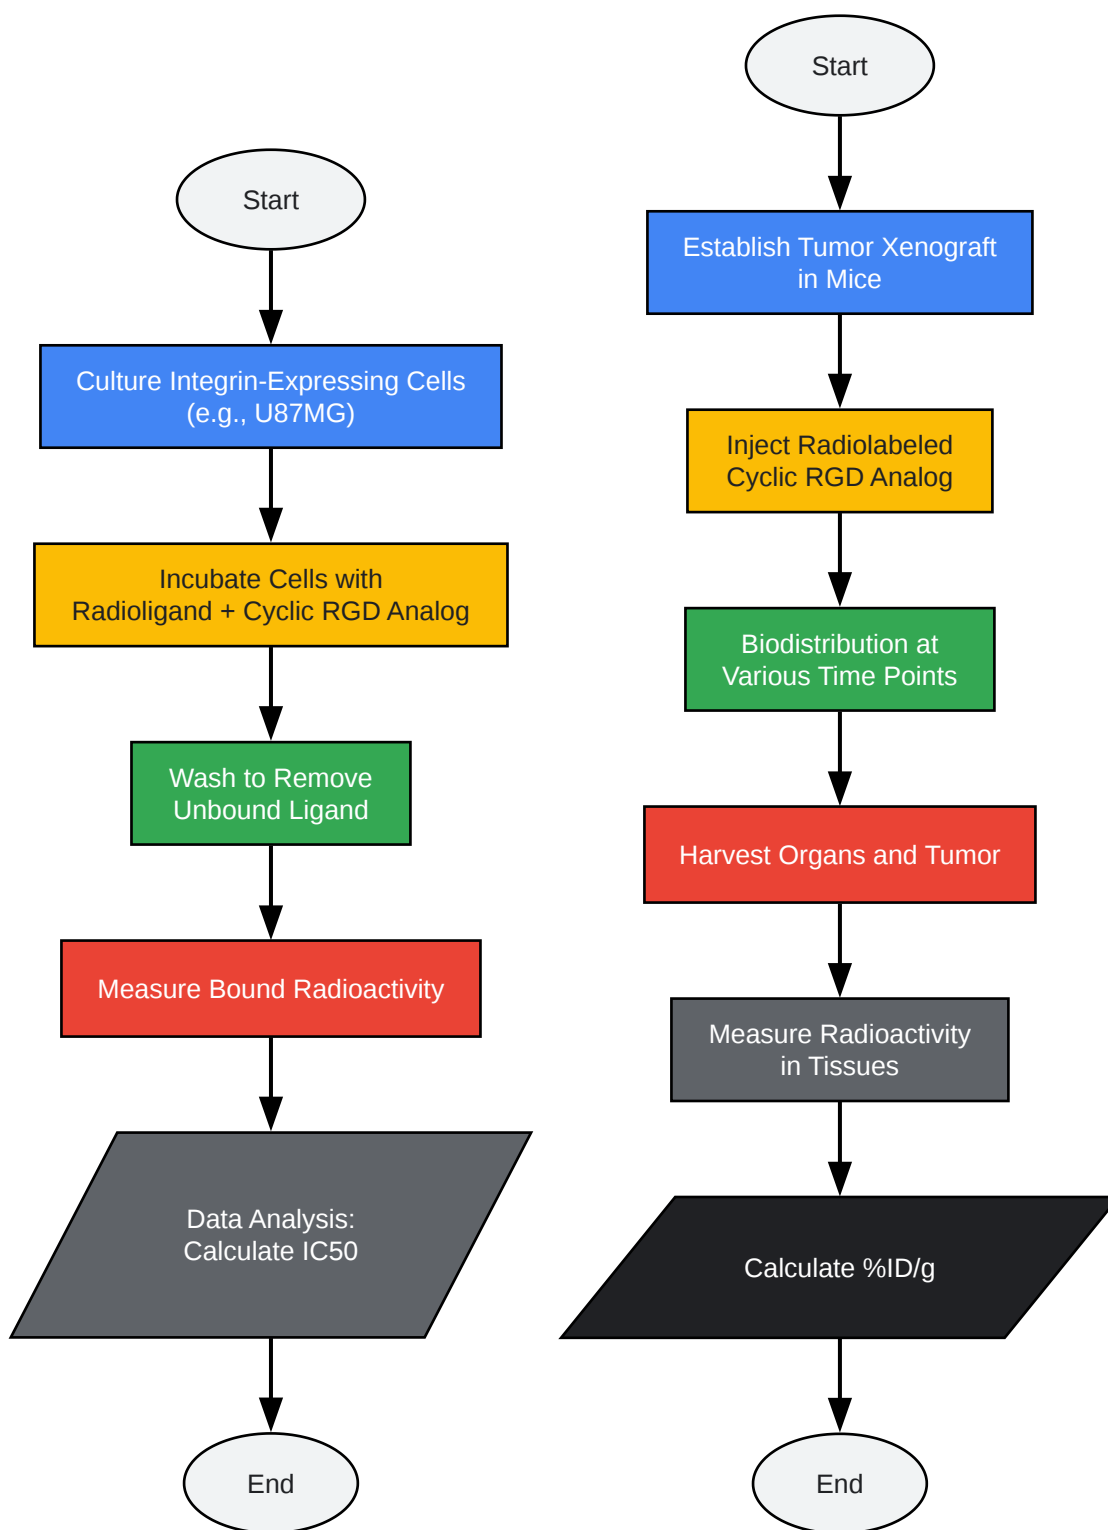 Start
Culture Integrin-Expressing Cells
(e.g., U87MG)
Incubate Cells with
Radioligand + Cyclic RGD Analog
Wash to Remove
Unbound Ligand
Measure Bound Radioactivity
Data Analysis:
Calculate IC50
End
Start
Establish Tumor Xenograft
in Mice
Inject Radiolabeled
Cyclic RGD Analog
Biodistribution at
Various Time Points
Harvest Organs and Tumor
Measure Radioactivity
in Tissues
Calculate %ID/g
End